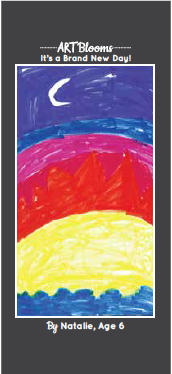 ART Blooms
It's a Brand New Day!
By Natalie, Age 6